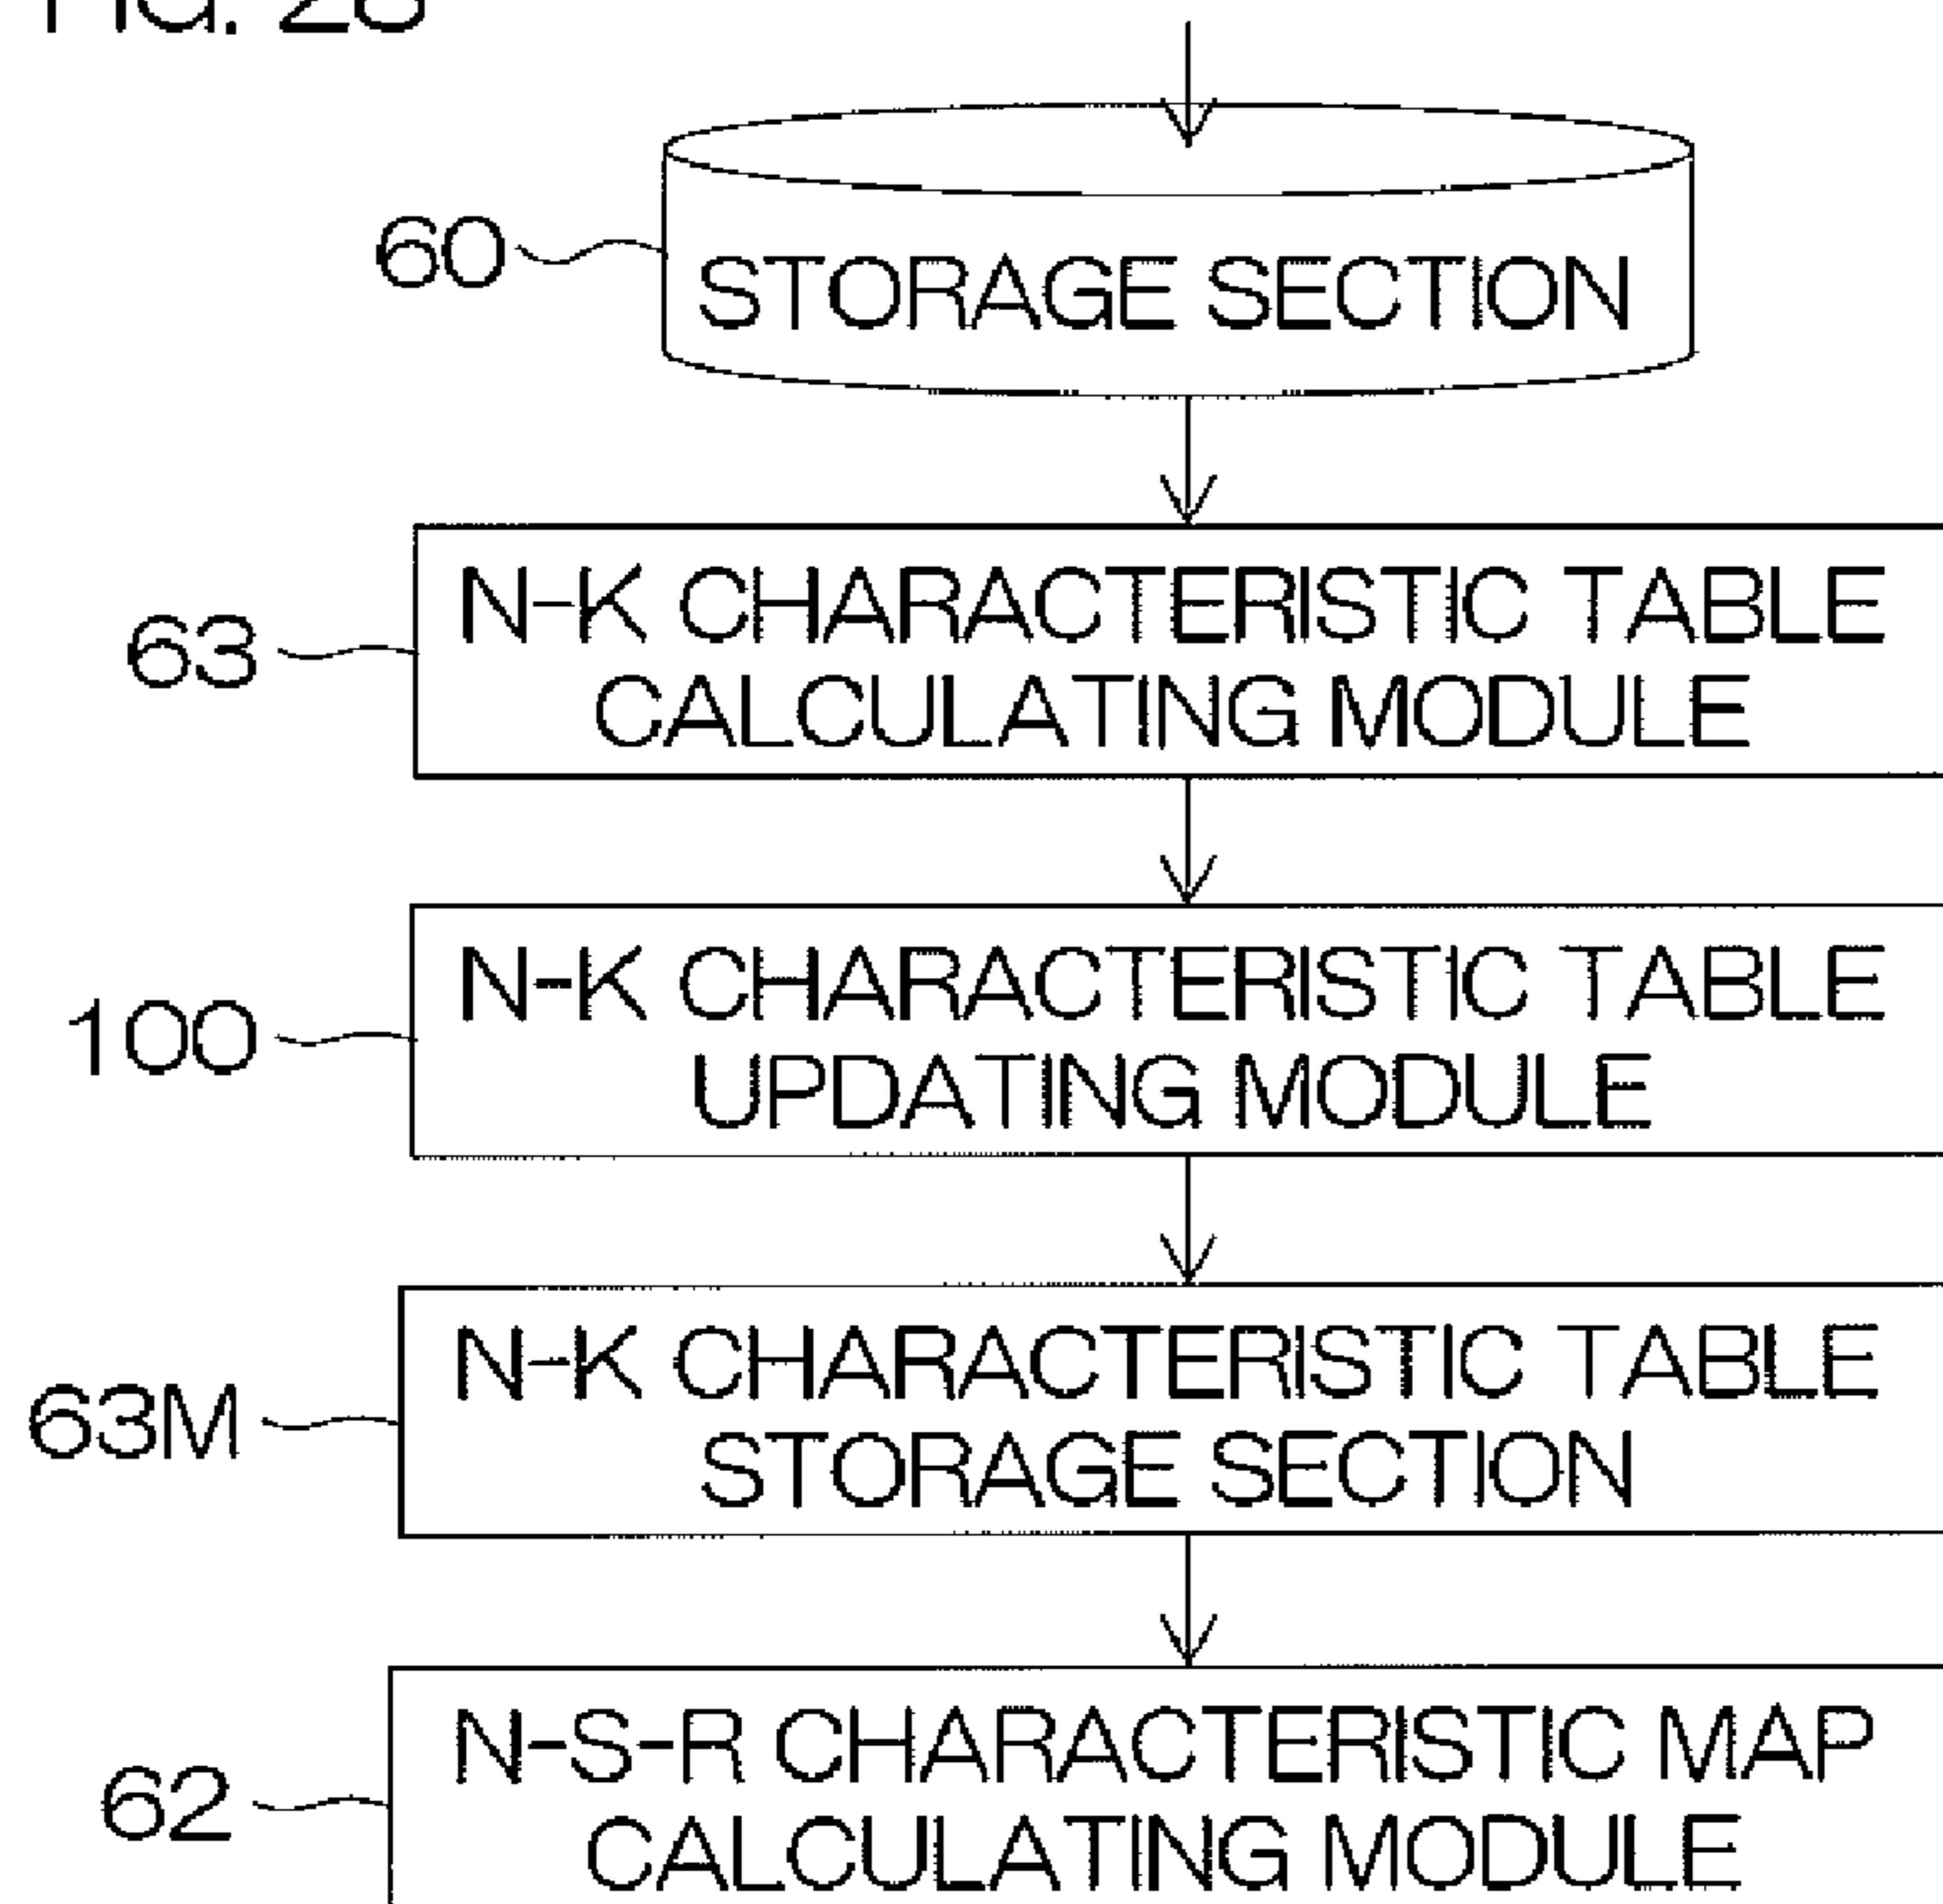 60
STORAGE SECTION
63
N-K CHARACTERISTIC TABLE
CALCULATING MODULE
100
N-K CHARACTERISTIC TABLE
UPDATING MODULE
63M
N-K CHARACTERISTIC TABLE
STORAGE SECTION
62
N-S-R CHARACTERISTIC MAP
CALCULATING MODULE